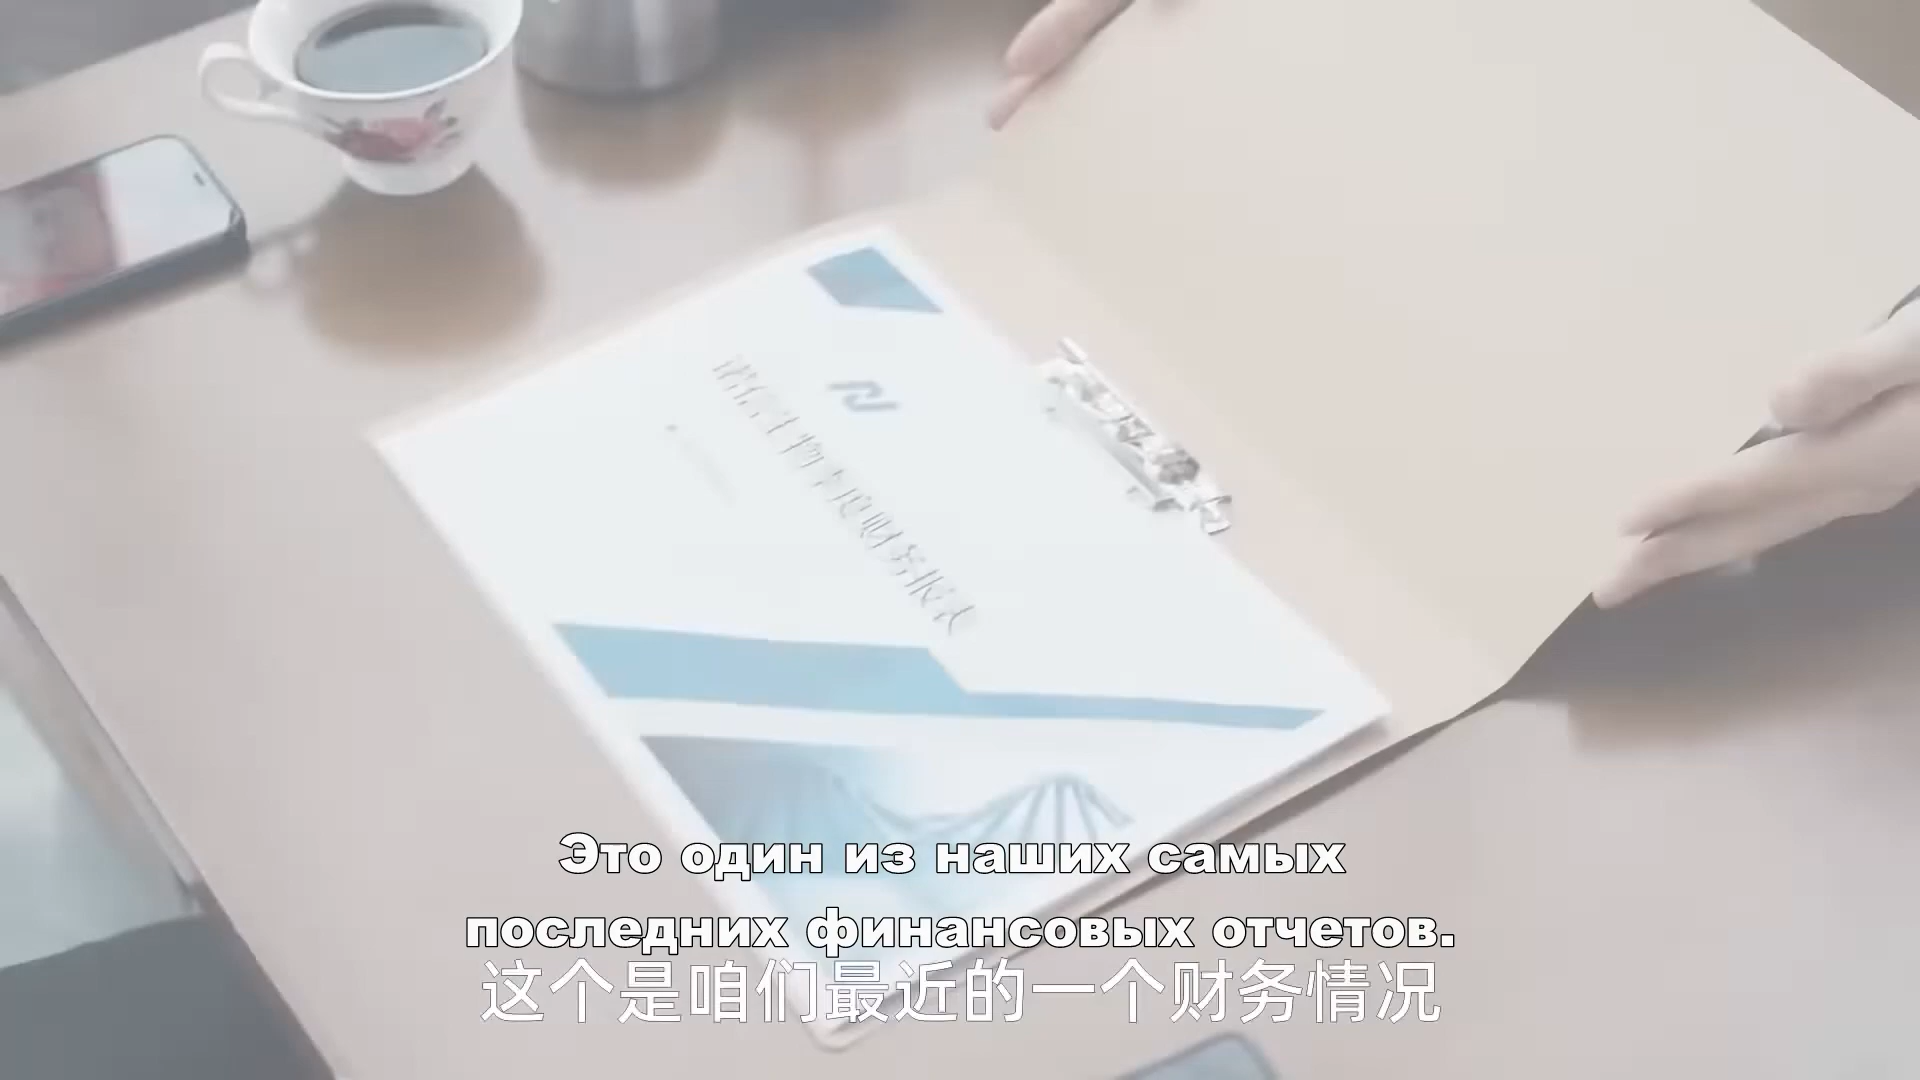 Это один из наших самых
последних финансовых отчетов.
这个是咱们最近的一个财务情况